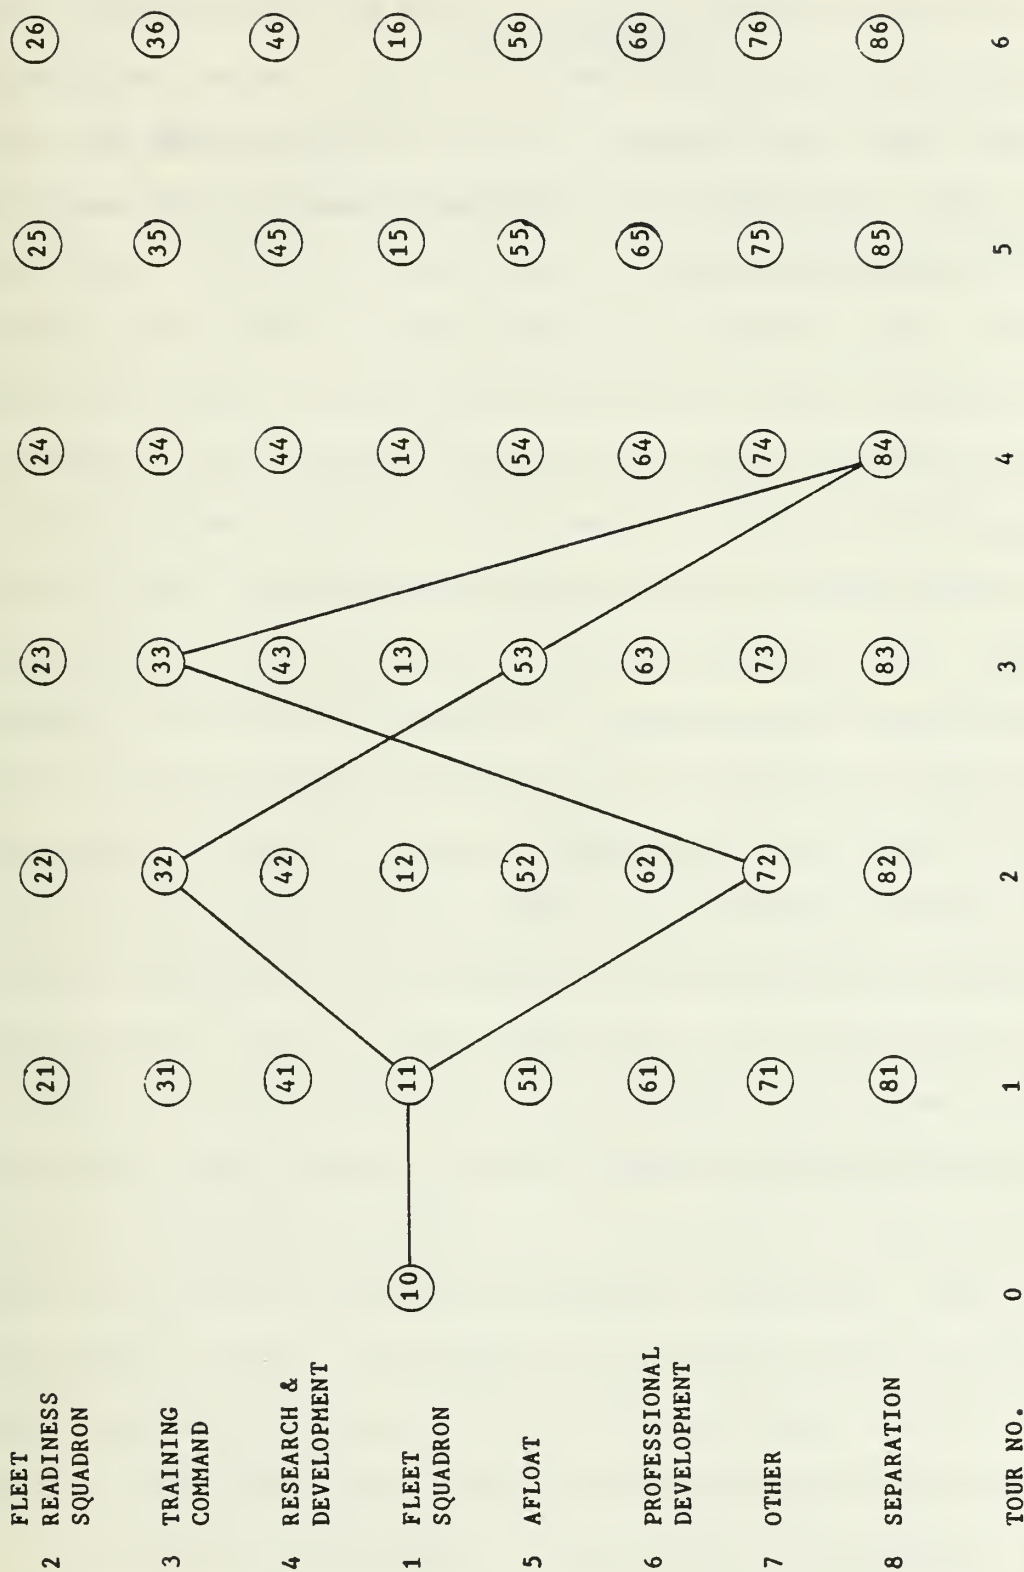 FLEET
2 READINESS 21 22 23 24 25 26
SQUADRON
3 TRAINING 31 32 33 34 35 36
COMMAND
4 RESEARCH & 41 42 43 44 45 46
DEVELOPMENT
1 FLEET 10 11 12 13 14 15 16
SQUADRON
5 AFLOAT 51 52 53 54 55 56
6 PROFESSIONAL 61 62 63 64 65 66
DEVELOPMENT
7 OTHER 71 72 73 74 75 76
8 SEPARATION 81 82 83 84 85 86
TOUR NO. 0 1 2 3 4 5 6